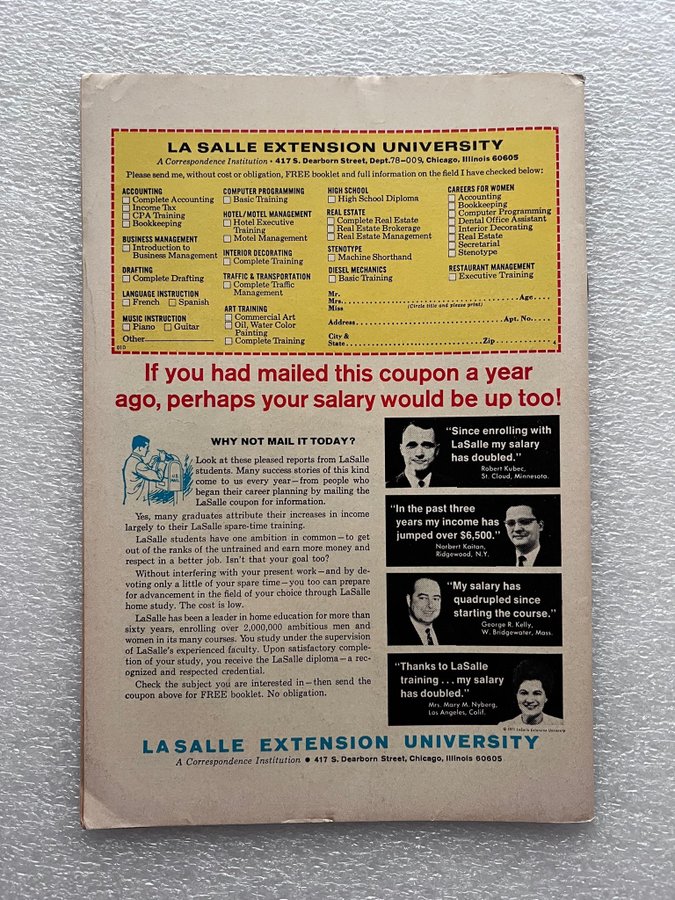 LA SALLE EXTENSION UNIVERSITY
A Correspondence Institution • 417 S. Dearborn Street, Dept. 78-009, Chicago, Illinois 60605
Please send me, without cost or obligation, FREE booklet and full information on the field I have checked below:
ACCOUNTING
Complete Accounting
Income Tax
CPA Training
Bookkeeping
BUSINESS MANAGEMENT
Introduction to
Business Management
DRAFTING
Complete Drafting
LANGUAGE INSTRUCTION
French Spanish
MUSIC INSTRUCTION
Piano Guitar
Other
COMPUTER PROGRAMMING
Basic Training
HOTEL/MOTEL MANAGEMENT
Hotel Executive
Training
Motel Management
INTERIOR DECORATING
Complete Training
TRAFFIC & TRANSPORTATION
Complete Traffic
Management
ART TRAINING
Commercial Art
Oil, Water Color
Painting
Complete Training
HIGH SCHOOL
High School Diploma
REAL ESTATE
Complete Real Estate
Real Estate Brokerage
Real Estate Management
STENOTYPE
Machine Shorthand
DIESEL MECHANICS
Basic Training
CAREERS FOR WOMEN
Accounting
Bookkeeping
Computer Programming
Dental Office Assistant
Interior Decorating
Real Estate
Secretarial
Stenotype
RESTAURANT MANAGEMENT
Executive Training
Mr.
Mrs. Age
Miss (Circle title and please print)
Address Apt. No.
City &
State Zip 4
If you had mailed this coupon a year
ago, perhaps your salary would be up too!
WHY NOT MAIL IT TODAY?
Look at these pleased reports from LaSalle
students. Many success stories of this kind
come to us every year—from people who
began their career planning by mailing the
LaSalle coupon for information.
Yes, many graduates attribute their increases in income
largely to their LaSalle spare-time training.
LaSalle students have one ambition in common—to get
out of the ranks of the untrained and earn more money and
respect in a better job. Isn't that your goal too?
Without interfering with your present work—and by de-
voting only a little of your spare time—you too can prepare
for advancement in the field of your choice through LaSalle
home study. The cost is low.
LaSalle has been a leader in home education for more than
sixty years, enrolling over 2,000,000 ambitious men and
women in its many courses. You study under the supervision
of LaSalle's experienced faculty. Upon satisfactory comple-
tion of your study, you receive the LaSalle diploma—a rec-
ognized and respected credential.
Check the subject you are interested in—then send the
coupon above for FREE booklet. No obligation.
"Since enrolling with
LaSalle my salary
has doubled."
Robert Kubec,
St. Cloud, Minnesota.
"In the past three
years my income has
jumped over $6,500."
Norbert Kaitan,
Ridgewood, N.Y.
"My salary has
quadrupled since
starting the course."
George R. Kelly,
W. Bridgewater, Mass.
"Thanks to LaSalle
training . . . my salary
has doubled."
Mrs. Mary M. Nyberg,
Los Angeles, Calif.
© 1971 LaSalle Extension University
LASALLE EXTENSION UNIVERSITY
A Correspondence Institution • 417 S. Dearborn Street, Chicago, Illinois 60605